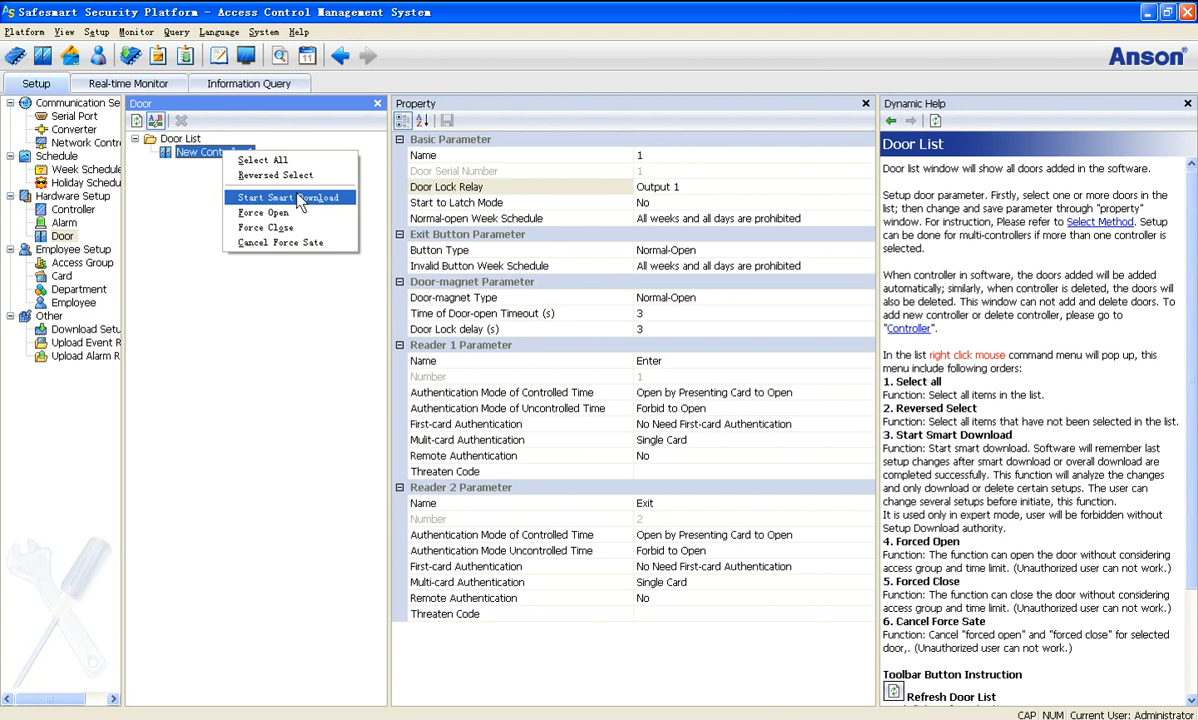 Safesmart Security Platform - Access Control Management System
Platform View Setup Monitor Query Language System Help
Anson®
Setup Real-time Monitor Information Query
Communication Se
Serial Port
Converter
Network Contr
Schedule
Week Schedule
Holiday Schedu
Hardware Setup
Controller
Alarm
Door
Employee Setup
Access Group
Card
Department
Employee
Other
Download Setu
Upload Event R
Upload Alarm R
Door
Door List
New Cont
Select All
Reversed Select
Start Smart Download
Force Open
Force Close
Cancel Force Sate
Property
Basic Parameter
Name 1
Door Serial Number 1
Door Lock Relay Output 1
Start to Latch Mode No
Normal-open Week Schedule All weeks and all days are prohibited
Exit Button Parameter
Button Type Normal-Open
Invalid Button Week Schedule All weeks and all days are prohibited
Door-magnet Parameter
Door-magnet Type Normal-Open
Time of Door-open Timeout (s) 3
Door Lock delay (s) 3
Reader 1 Parameter
Name Enter
Number 1
Authentication Mode of Controlled Time Open by Presenting Card to Open
Authentication Mode of Uncontrolled Time Forbid to Open
First-card Authentication No Need First-card Authentication
Mulit-card Authentication Single Card
Remote Authentication No
Threaten Code
Reader 2 Parameter
Name Exit
Number 2
Authentication Mode of Controlled Time Open by Presenting Card to Open
Authentication Mode Uncontrolled Time Forbid to Open
First-card Authentication No Need First-card Authentication
Multi-card Authentication Single Card
Remote Authentication No
Threaten Code
Dynamic Help
Door List
Door list window will show all doors added in the software.
Setup door parameter. Firstly, select one or more doors in the
list; then change and save parameter through "property"
window. For instruction, Please refer to Select Method. Setup
can be done for multi-controllers if more than one controller is
selected.
When controller in software, the doors added will be added
automatically; similarly, when controller is deleted, the doors will
also be deleted. This window can not add and delete doors. To
add new controller or delete controller, please go to
"Controller".
In the list right click mouse command menu will pop up, this
menu include following orders:
1. Select all
Function: Select all items in the list.
2. Reversed Select
Function: Select all items that have not been selected in the list.
3. Start Smart Download
Function: Start smart download. Software will remember last
setup changes after smart download or overall download are
completed successfully. This function will analyze the changes
and only download or delete certain setups. The user can
change several setups before initiate, this function.
It is used only in expert mode, user will be forbidden without
Setup Download authority.
4. Forced Open
Function: The function can open the door without considering
access group and time limit. (Unauthorized user can not work.)
5. Forced Close
Function: The function can close the door without considering
access group and time limit. (Unauthorized user can not work.)
6. Cancel Force Sate
Function: Cancel "forced open" and "forced close" for selected
door,. (Unauthorized user can not work.)
Toolbar Button Instruction
Refresh Door List
CAP NUM Current User: Administrator